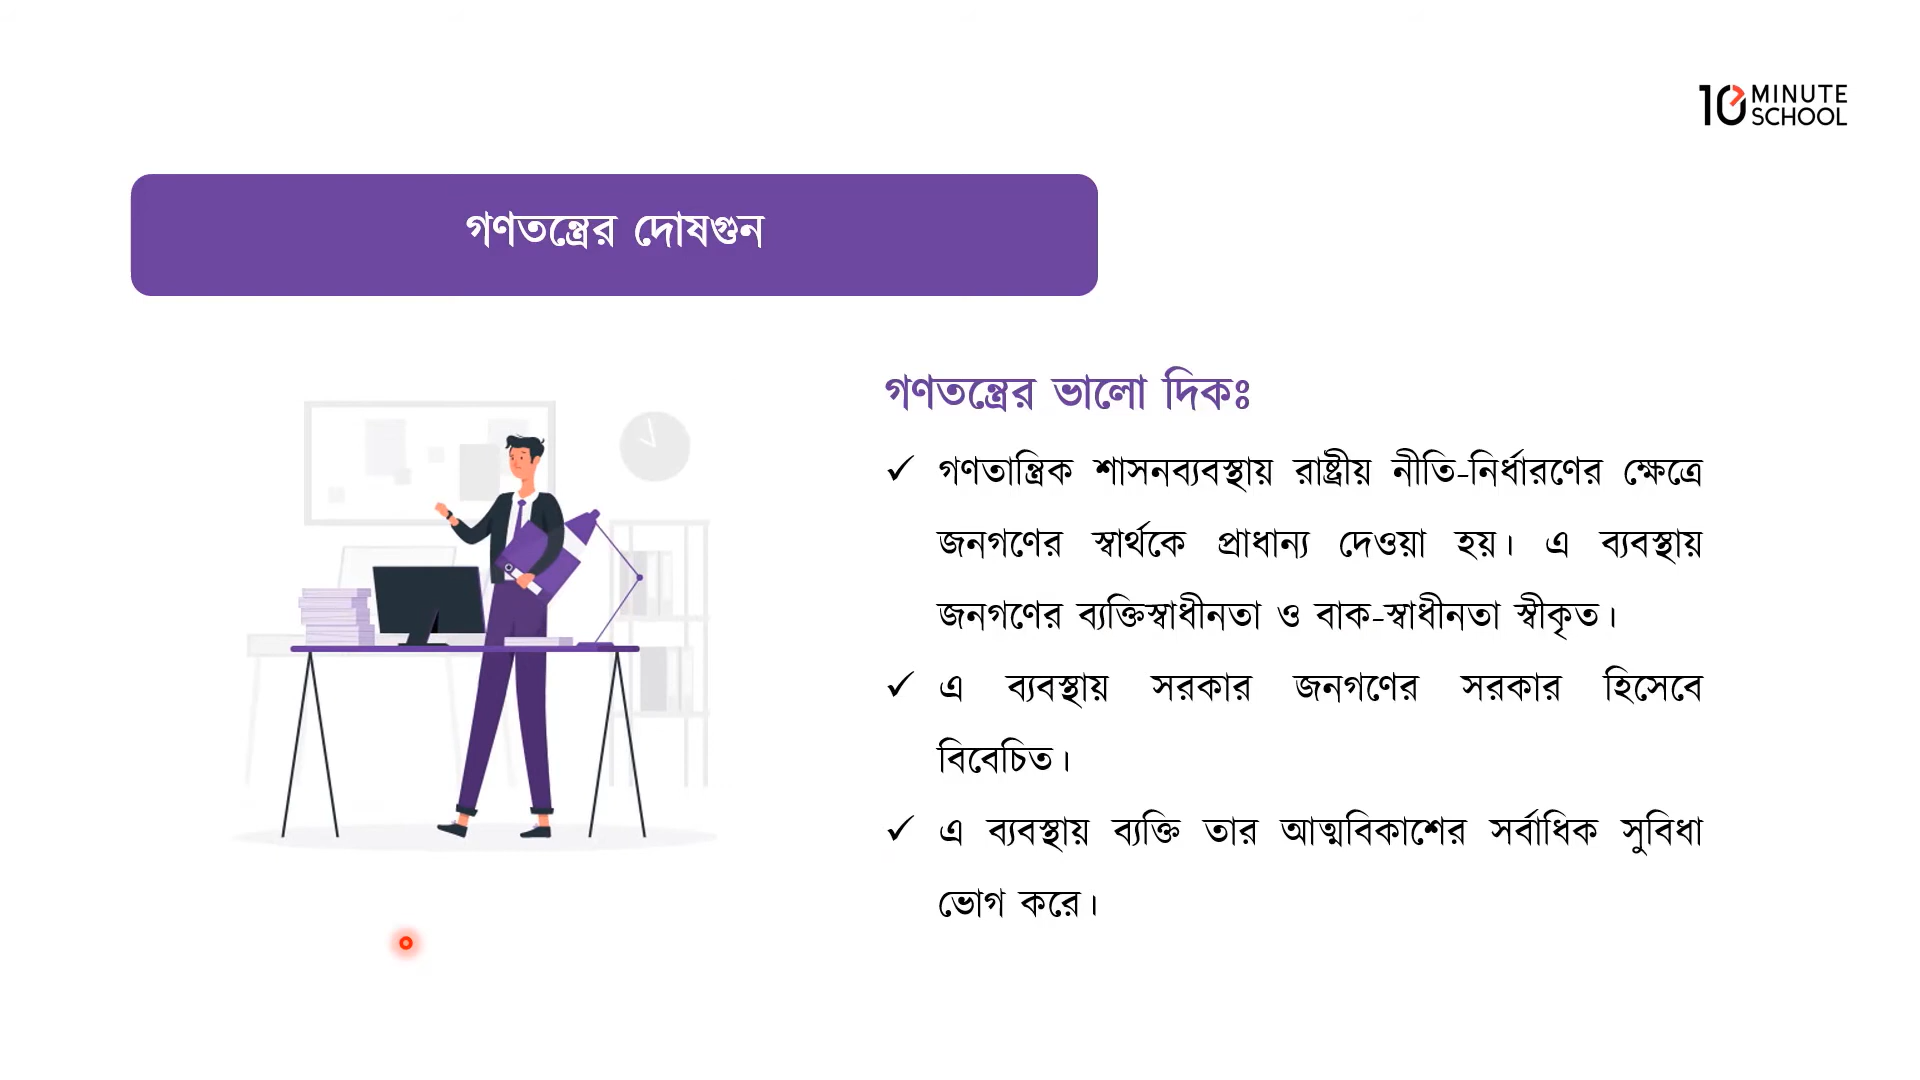 10 MINUTE
SCHOOL
গণতন্ত্রের দোষগুন
গণতন্ত্রের ভালো দিকঃ
✓ গণতান্ত্রিক শাসনব্যবস্থায় রাষ্ট্রীয় নীতি-নির্ধারণের ক্ষেত্রে
জনগণের স্বার্থকে প্রাধান্য দেওয়া হয়। এ ব্যবস্থায়
জনগণের ব্যক্তিস্বাধীনতা ও বাক-স্বাধীনতা স্বীকৃত।
✓ এ ব্যবস্থায় সরকার জনগণের সরকার হিসেবে
বিবেচিত।
✓ এ ব্যবস্থায় ব্যক্তি তার আত্মবিকাশের সর্বাধিক সুবিধা
ভোগ করে।